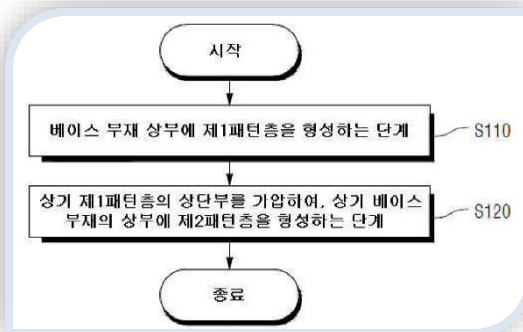 시작
베이스 부재 상부에 제1패턴층을 형성하는 단계
S110
상기 제1패턴층의 상단부를 가압하여, 상기 베이스
부재의 상부에 제2패턴층을 형성하는 단계
S120
종료